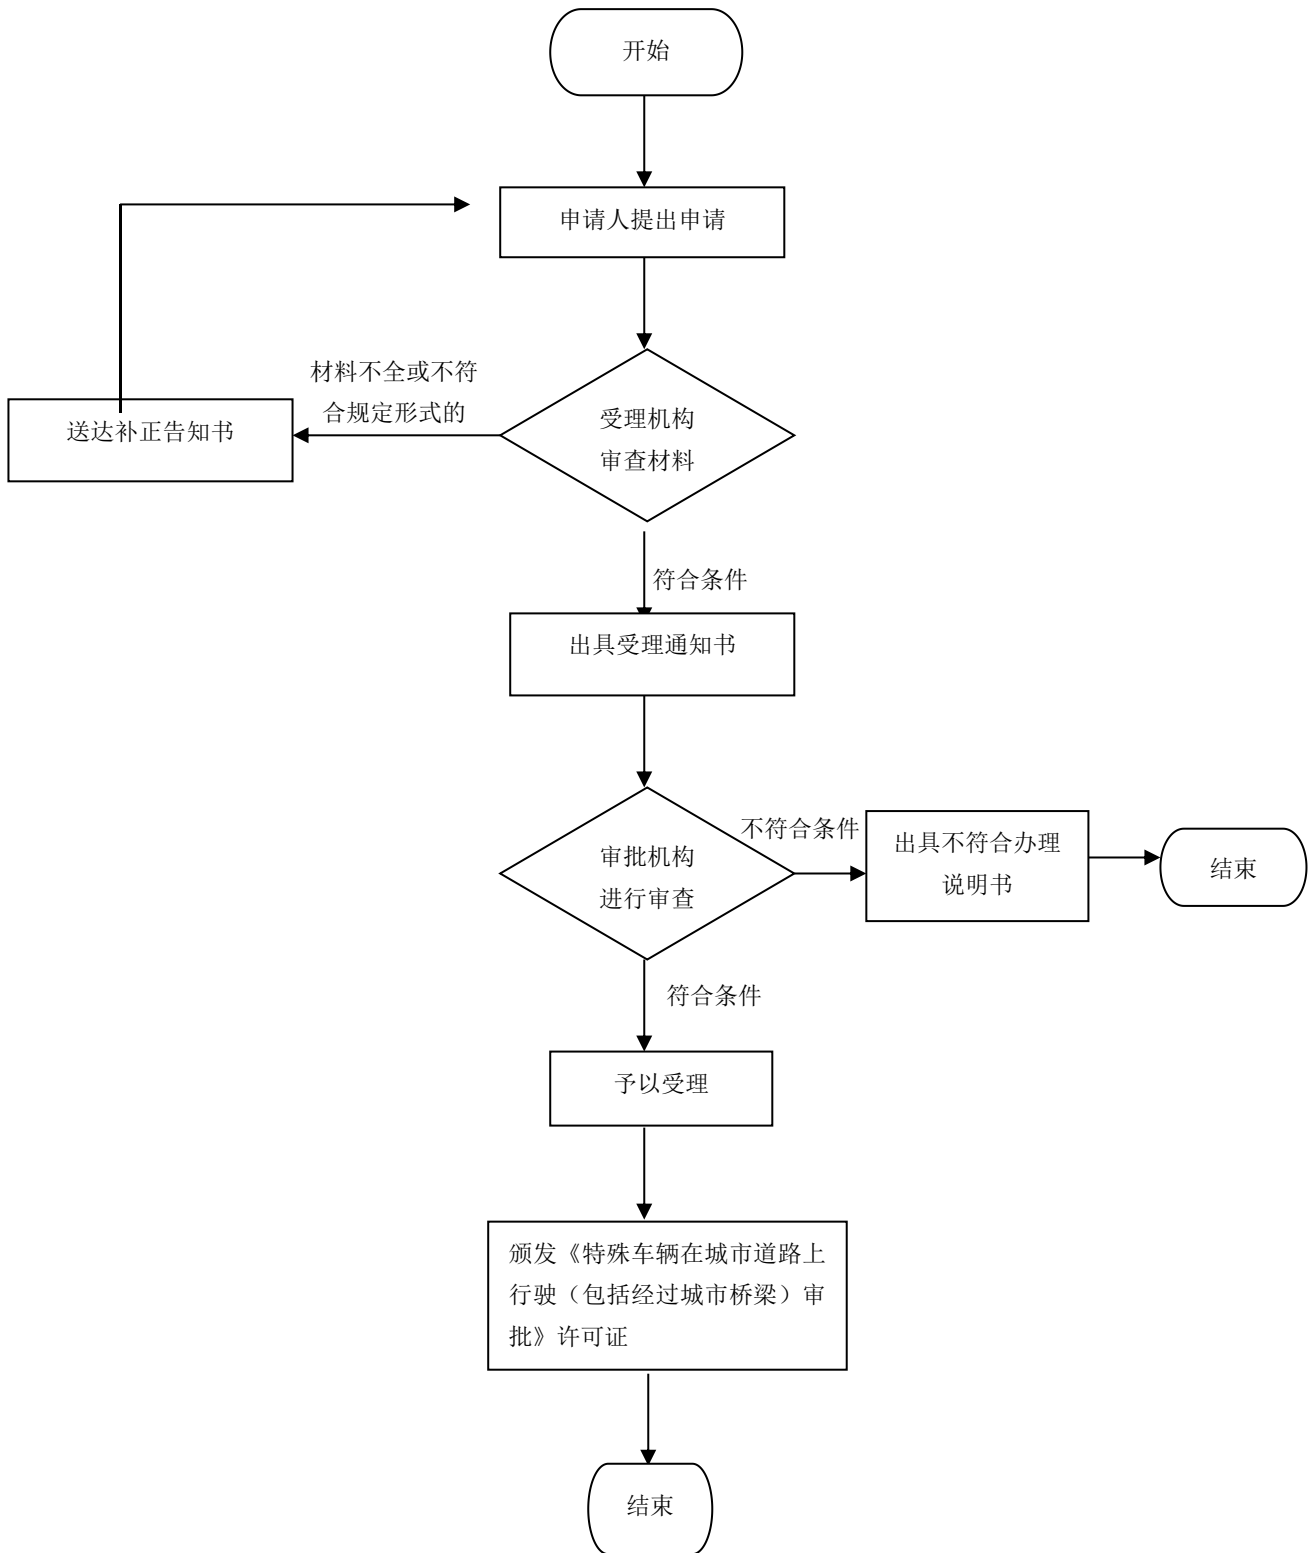 开始
申请人提出申请
材料不全或不符
合规定形式的
送达补正告知书
受理机构
审查材料
符合条件
出具受理通知书
审批机构
进行审查
不符合条件
出具不符合办理
说明书
结束
符合条件
予以受理
颁发《特殊车辆在城市道路上
行驶（包括经过城市桥梁）审
批》许可证
结束